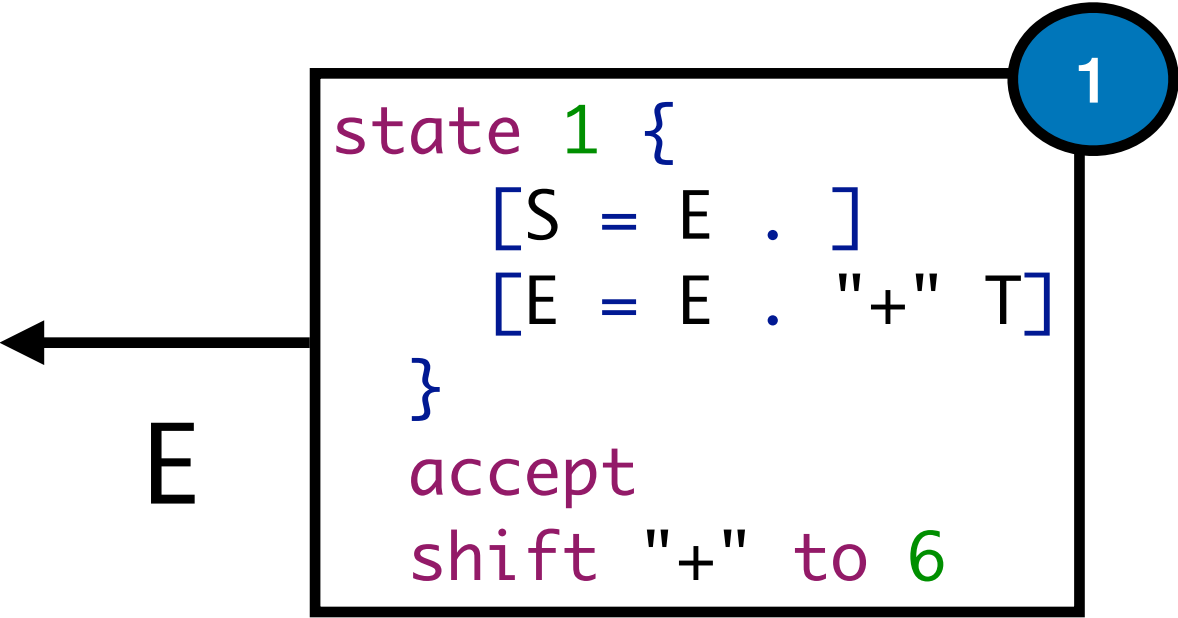 1
state 1 {
[S = E . ]
[E = E . "+" T]
}
E
accept
shift "+" to 6